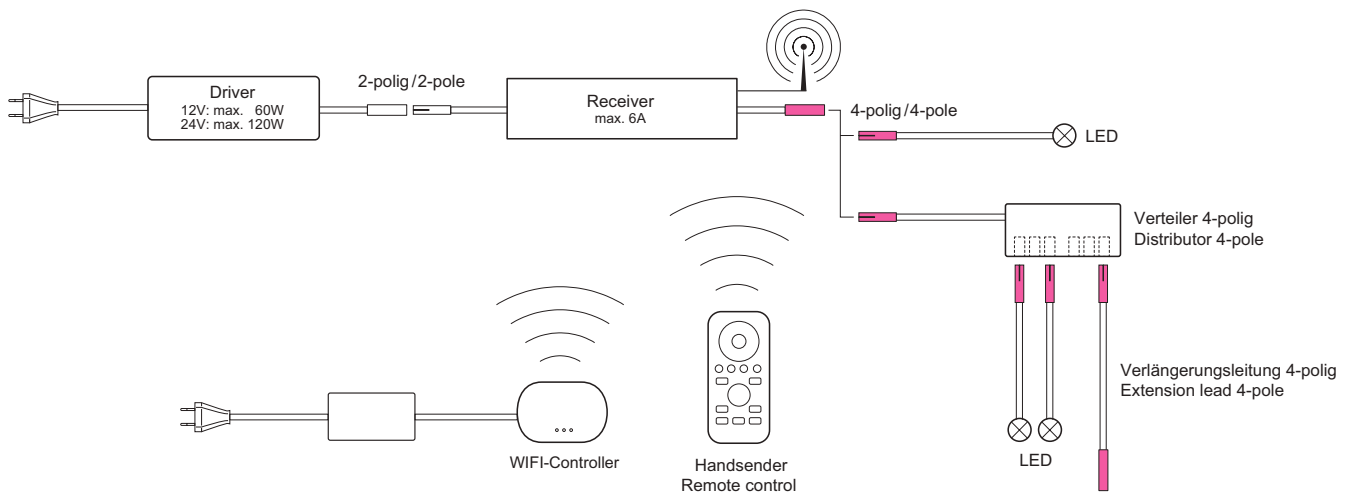 Driver
12V: max. 60W
24V: max. 120W
2-polig/2-pole
Receiver
max. 6A
4-polig/4-pole
LED
Verteiler 4-polig
Distributor 4-pole
Verlängerungsleitung 4-polig
Extension lead 4-pole
LED
WIFI-Controller
Handsender
Remote control